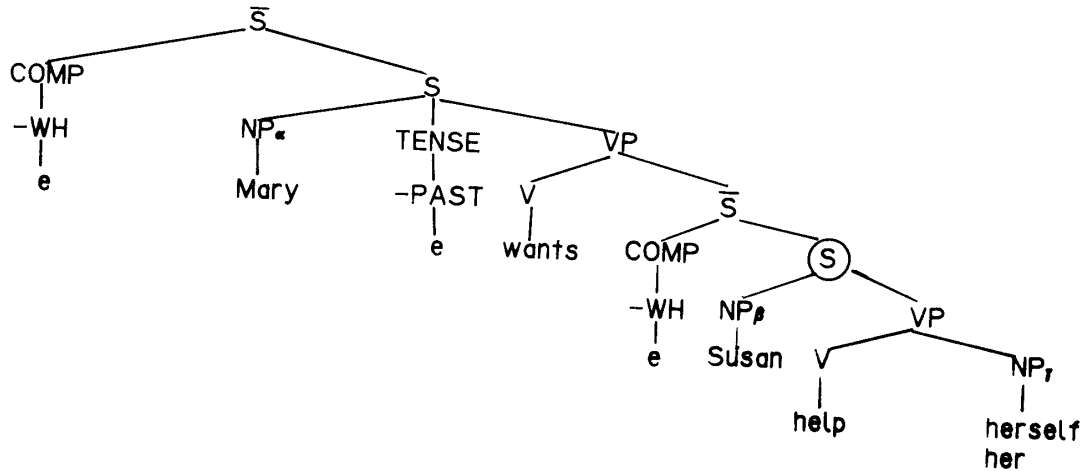 S̅
COMP
S
-WH
NPα
TENSE
VP
e
Mary
-PAST
V
S̅
e
wants
COMP
S
-WH
NPβ
VP
e
Susan
V
NPγ
help
herself
her